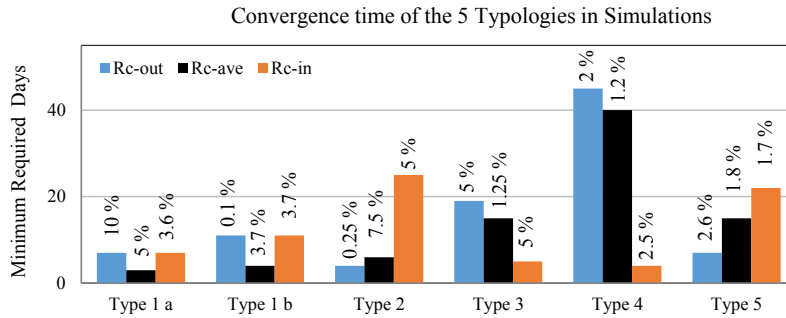 Convergence time of the 5 Typologies in Simulations
Minimum Required Days
40
20
0
Rc-out Rc-ave Rc-in
10 % 5 % 3.6 % 0.1 % 3.7 % 3.7 % 0.25 % 7.5 % 5 % 5 % 1.25 % 5 % 2 % 1.2 % 2.5 % 2.6 % 1.8 % 1.7 %
Type 1 a Type 1 b Type 2 Type 3 Type 4 Type 5